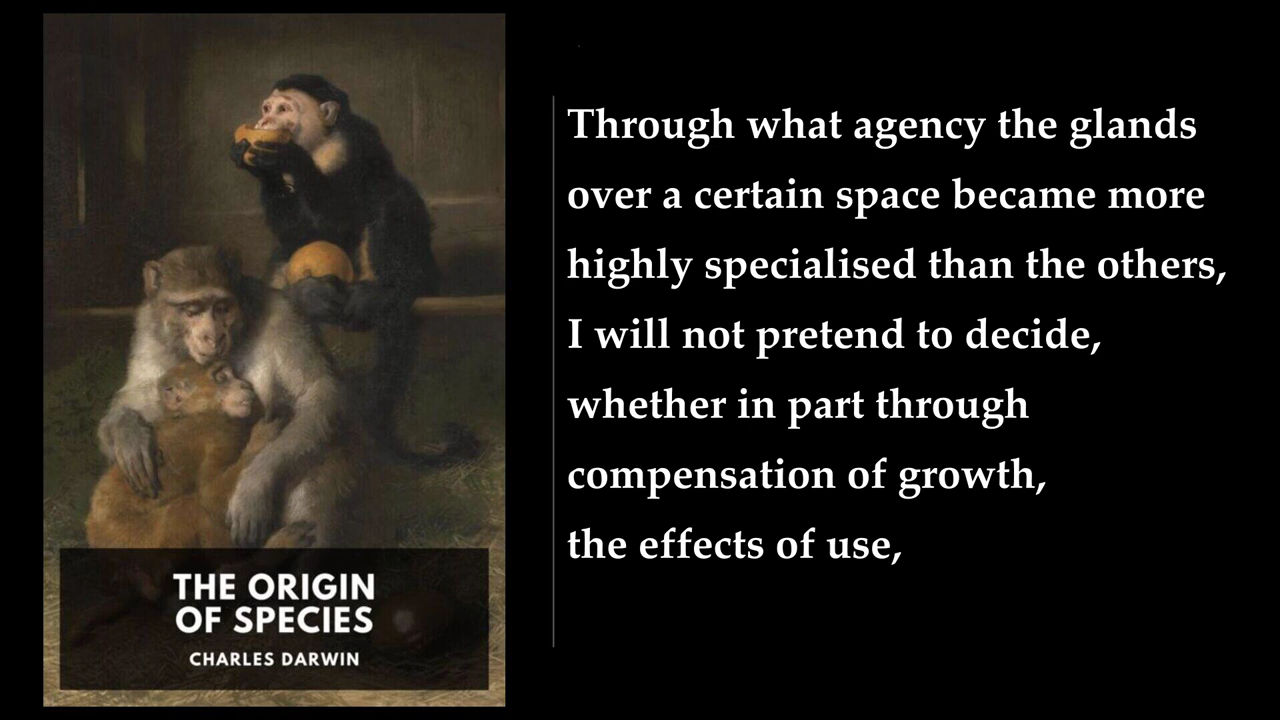 THE ORIGIN
OF SPECIES
CHARLES DARWIN
Through what agency the glands
over a certain space became more
highly specialised than the others,
I will not pretend to decide,
whether in part through
compensation of growth,
the effects of use,